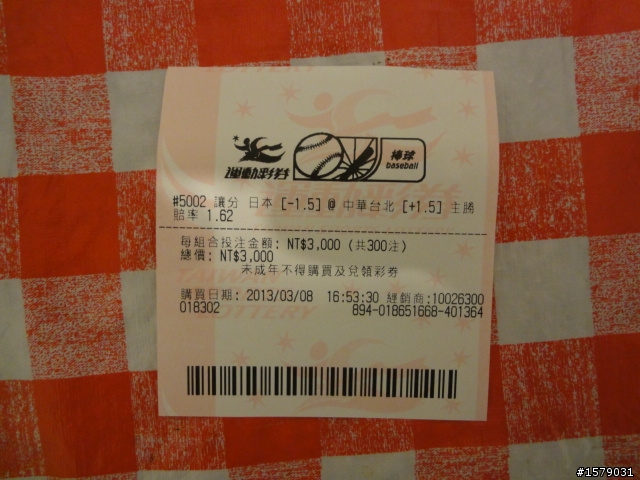 運動彩券 棒球
baseball
#5002 讓分 日本 [-1.5] @ 中華台北 [+1.5] 主勝
賠率 1.62
每組合投注金額: NT$3,000 (共300注)
總價: NT$3,000
未成年不得購買及兌領彩券
購買日期: 2013/03/08 16:53:30 經銷商:10026300
018302 894-018651668-401364
LOTTERY
#1579031